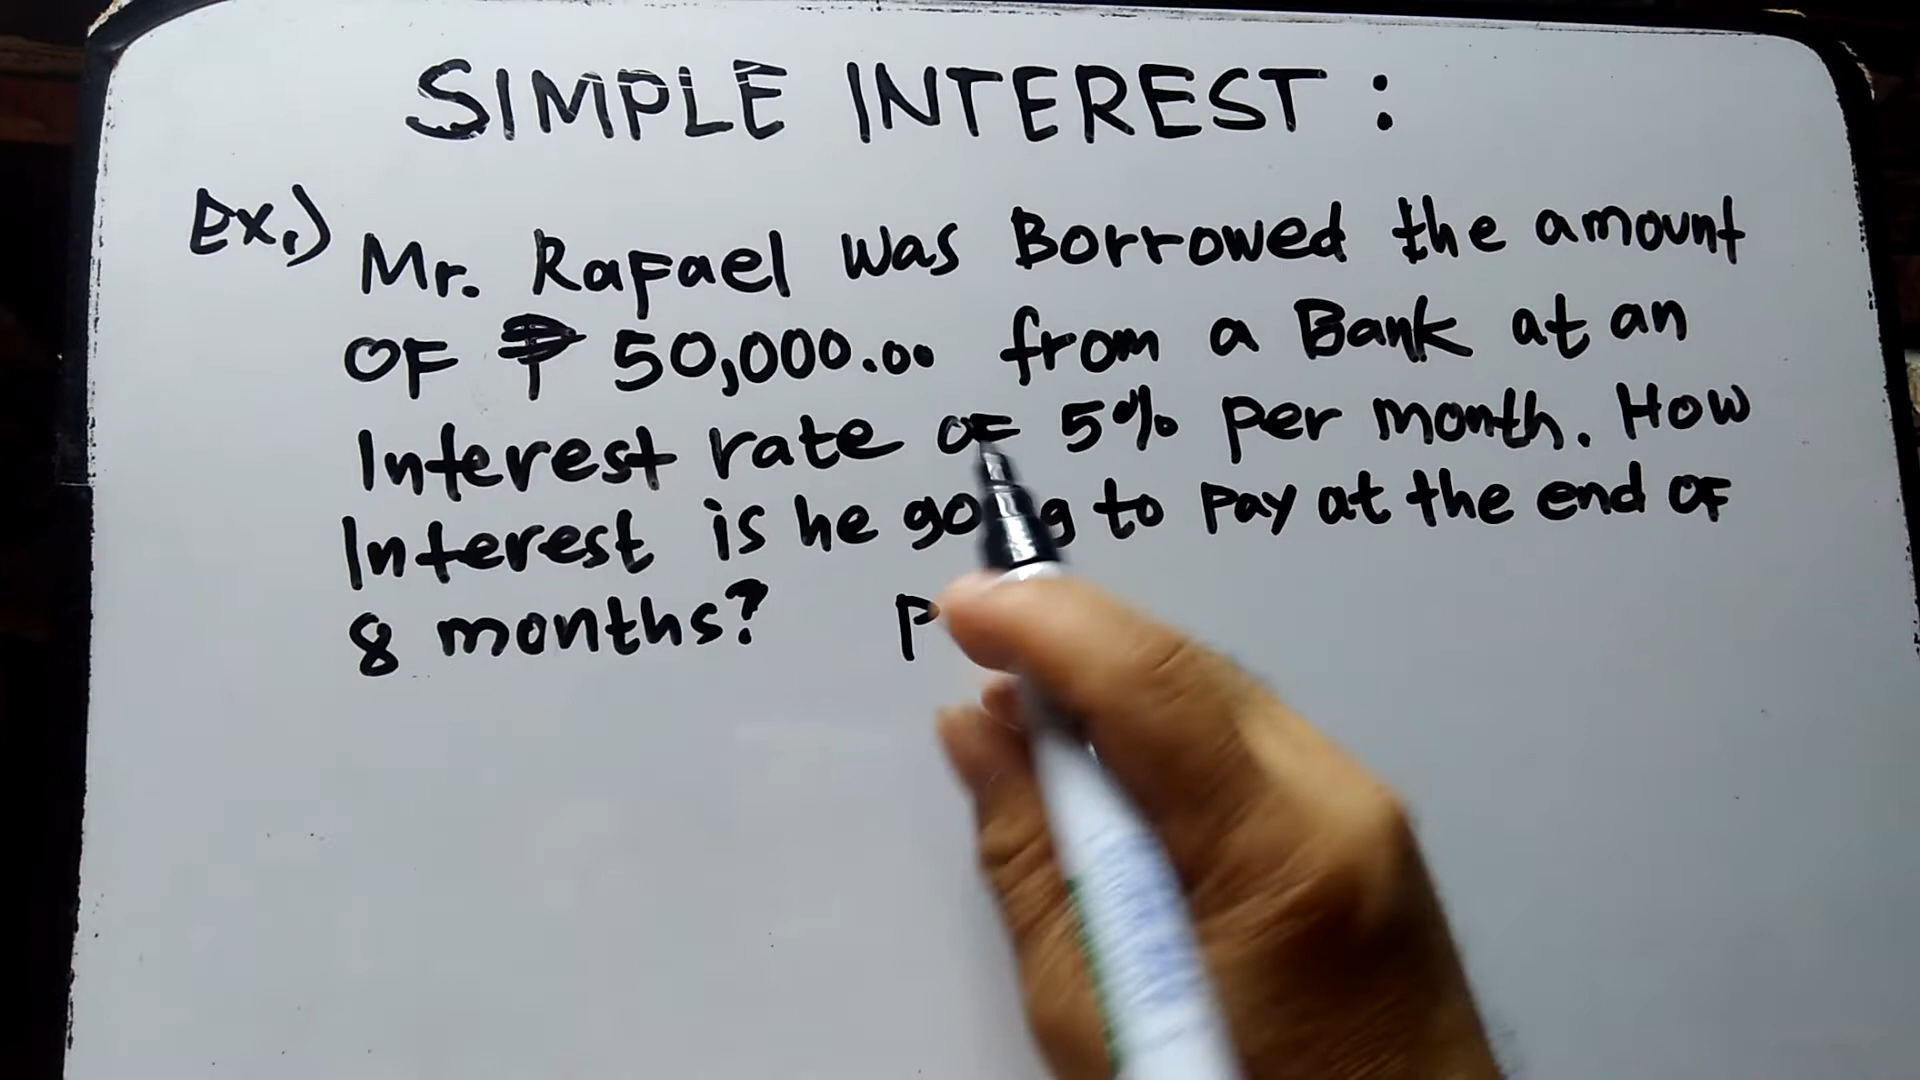 SIMPLE INTEREST :
Ex.) Mr. Rafael was Borrowed the amount
OF ₱ 50,000.00 from a Bank at an
Interest rate OF 5% per month. How
Interest is he to pay at the end OF
8 months? P